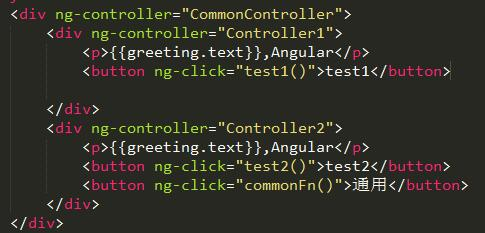 <div ng-controller="CommonController">
<div ng-controller="Controller1">
<p>{{greeting.text}},Angular</p>
<button ng-click="test1()">test1</button>
</div>
<div ng-controller="Controller2">
<p>{{greeting.text}},Angular</p>
<button ng-click="test2()">test2</button>
<button ng-click="commonFn()">通用</button>
</div>
</div>